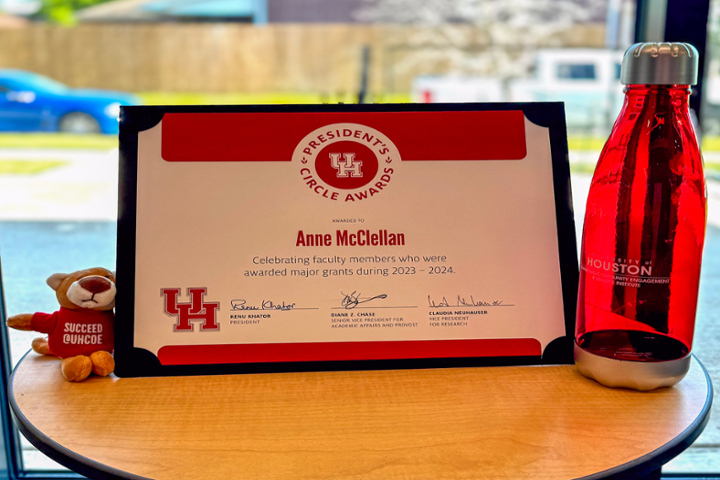 PRESIDENT'S
UH
CIRCLE AWARDS
AWARDED TO
Anne McClellan
Celebrating faculty members who were
awarded major grants during 2023 – 2024.
UH
RENU KHATOR
PRESIDENT
DIANE Z. CHASE
SENIOR VICE PRESIDENT FOR
ACADEMIC AFFAIRS AND PROVOST
CLAUDIA NEUHAUSER
VICE PRESIDENT
FOR RESEARCH
SUCCEED
@UHCOE
HOUSTON
ENGAGEMENT
INSTITUTE